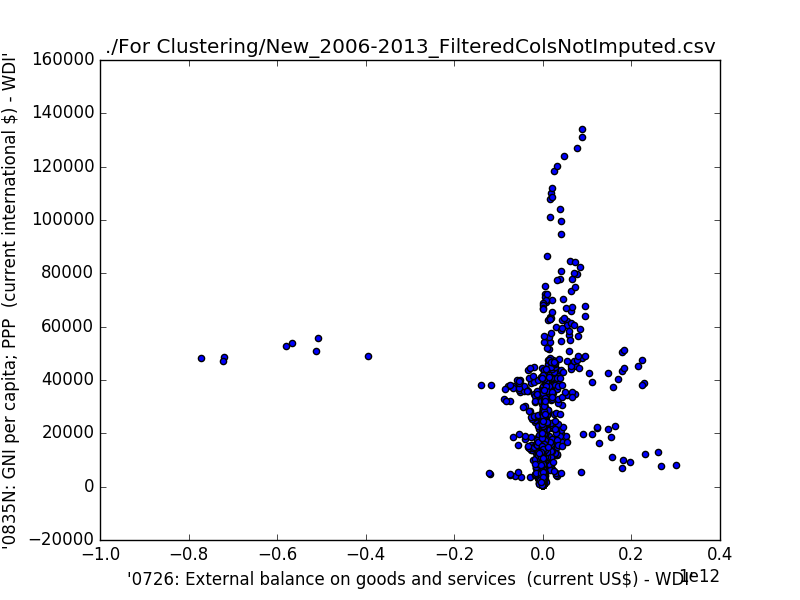 ./For Clustering/New_2006-2013_FilteredColsNotImputed.csv
160000
140000
120000
100000
80000
60000
40000
20000
0
−20000
'0835N: GNI per capita; PPP  (current international $) - WDI'
−1.0 −0.8 −0.6 −0.4 −0.2 0.0 0.2 0.4
1e12
'0726: External balance on goods and services  (current US$) - WDI'